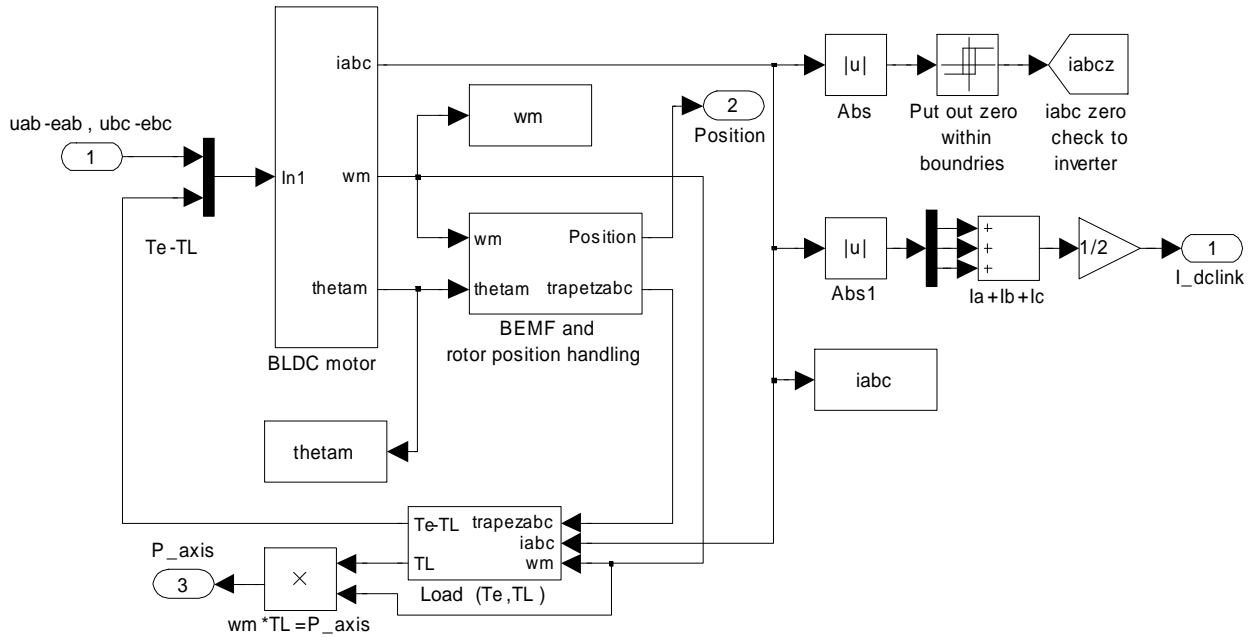 iabc
|u|
iabcz
Abs
Put out zero
within
boundries
iabc zero
check to
inverter
wm
2
Position
uab-eab , ubc-ebc
1
In1
wm
Te-TL
wm
Position
thetam
trapetzabc
thetam
BEMF and
rotor position handling
BLDC motor
|u|
Abs1
+
+
+
Ia+Ib+Ic
1/2
1
I_dclink
iabc
thetam
Te-TL
TL
trapezabc
iabc
wm
Load (Te,TL )
P_axis
3
×
wm*TL=P_axis